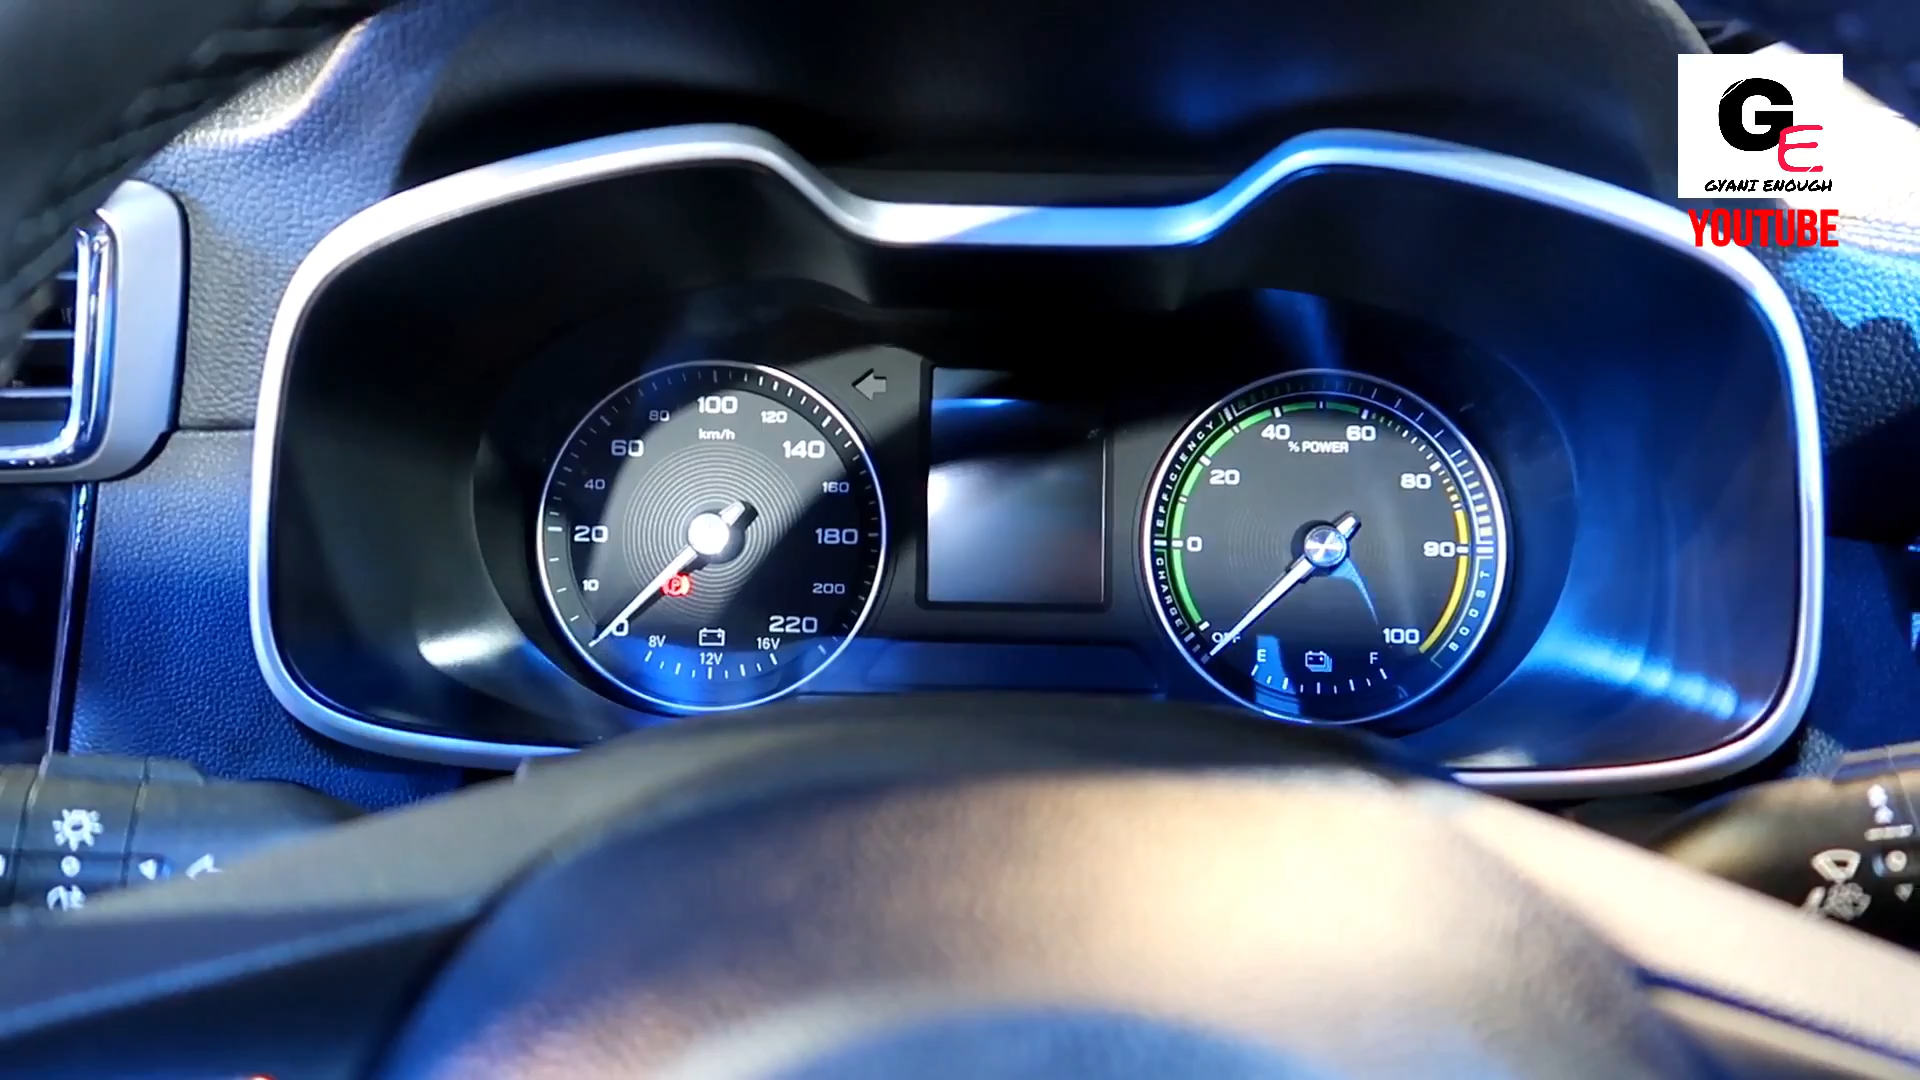 GE
GYANI ENOUGH
YOUTUBE
80 100 120
km/h
60 140
40 160
20 180
10 200
0 220
8V 12V 16V
P
40 60
% POWER
20 80
0 90
OFF 100
E F
EFFICIENCY
CHARGE
BOOST